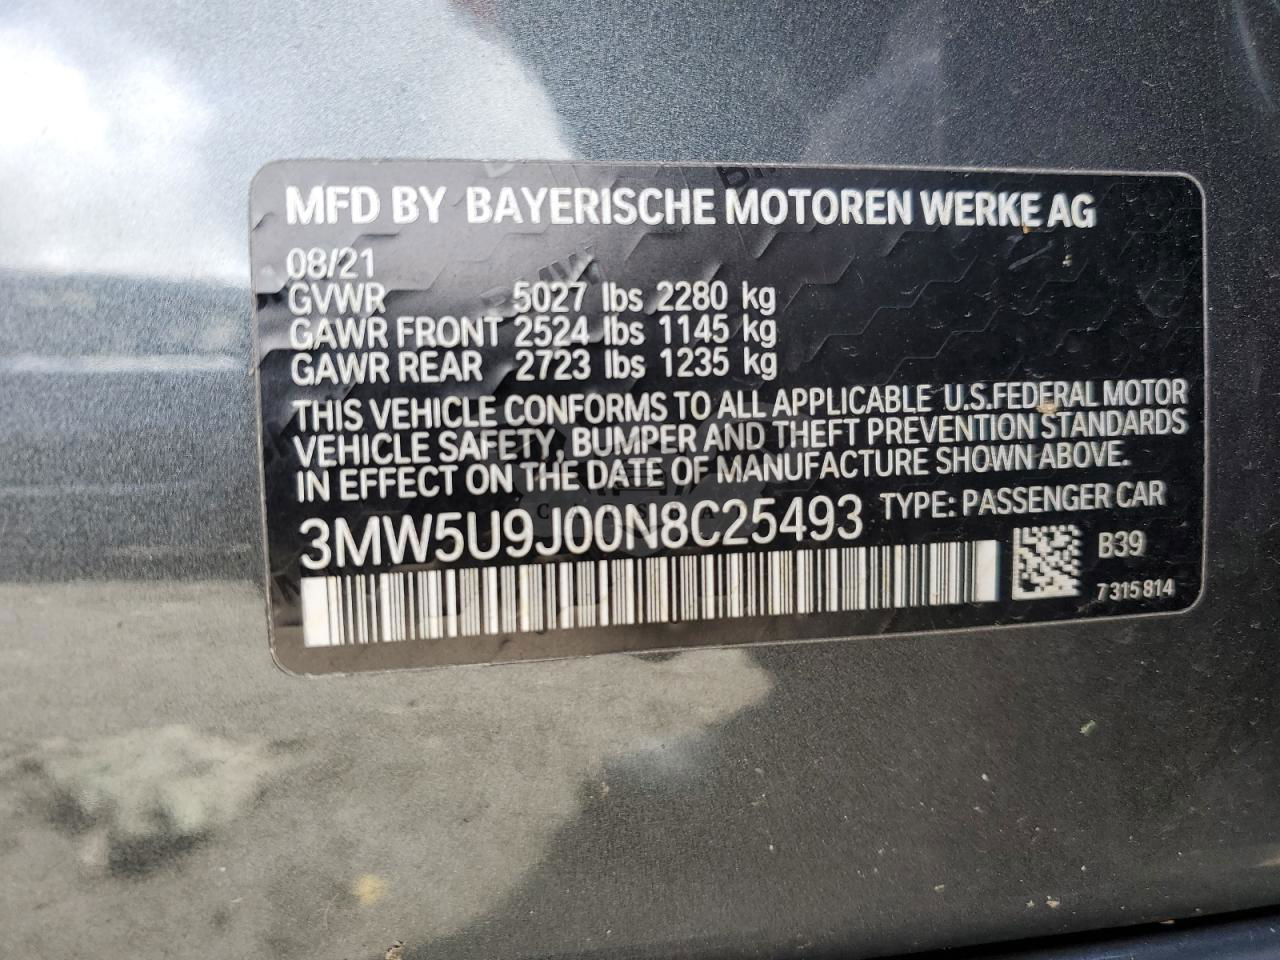 MFD BY BAYERISCHE MOTOREN WERKE AG
08/21
GVWR 5027 lbs 2280 kg
GAWR FRONT 2524 lbs 1145 kg
GAWR REAR 2723 lbs 1235 kg
THIS VEHICLE CONFORMS TO ALL APPLICABLE U.S.FEDERAL MOTOR
VEHICLE SAFETY, BUMPER AND THEFT PREVENTION STANDARDS
IN EFFECT ON THE DATE OF MANUFACTURE SHOWN ABOVE.
3MW5U9J00N8C25493 TYPE: PASSENGER CAR
B39
7 315 814